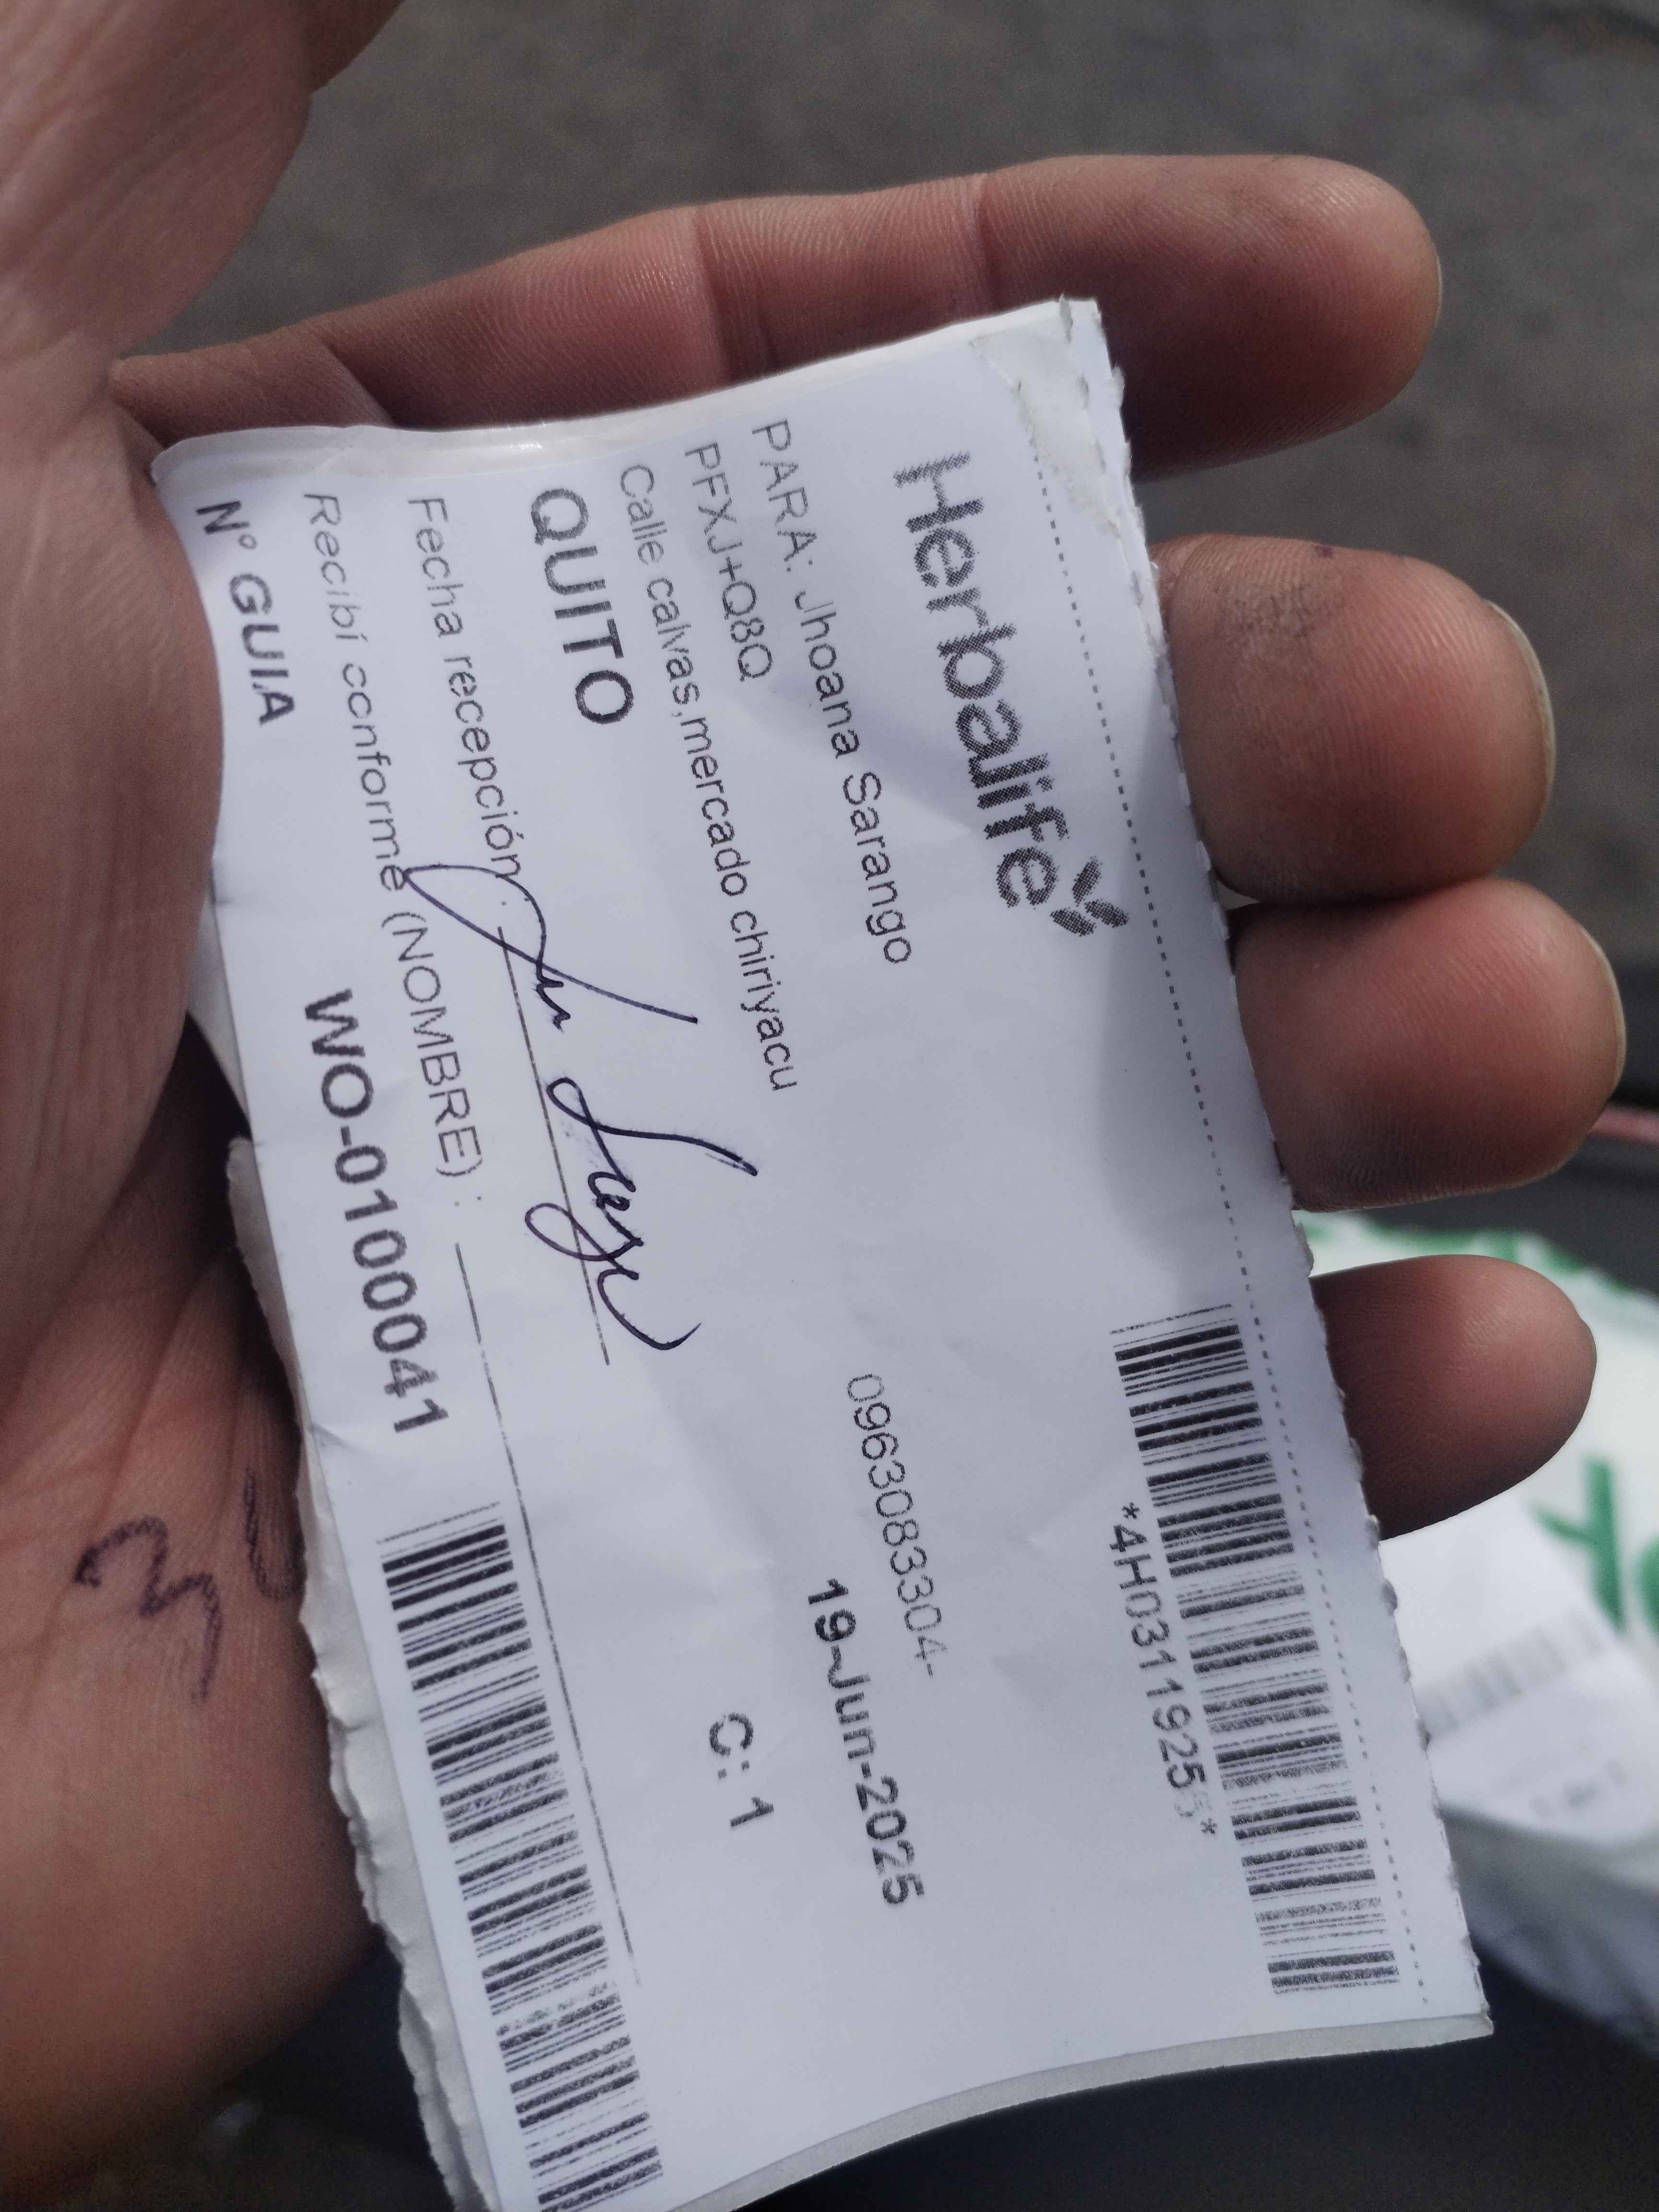 *4H03119255*
Herbalife
PARA: Jhoana Sarango
0963083304-
PFXJ+Q8Q
19-Jun-2025
Calle calvas,mercado chiriyacu
C: 1
QUITO
Fecha recepción :
Recibí conforme (NOMBRE) :
Nº GUIA
WO-0100041